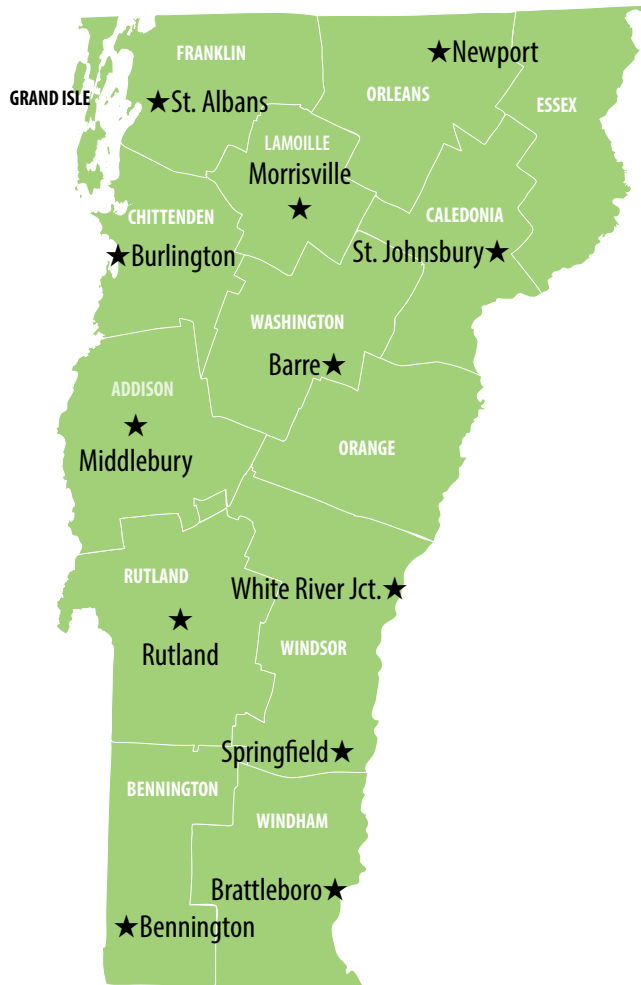 FRANKLIN
Newport
GRAND ISLE
St. Albans
ORLEANS
ESSEX
LAMOILLE
Morrisville
CHITTENDEN
CALEDONIA
Burlington
St. Johnsbury
WASHINGTON
Barre
ADDISON
Middlebury
ORANGE
RUTLAND
White River Jct.
Rutland
WINDSOR
Springfield
BENNINGTON
WINDHAM
Brattleboro
Bennington